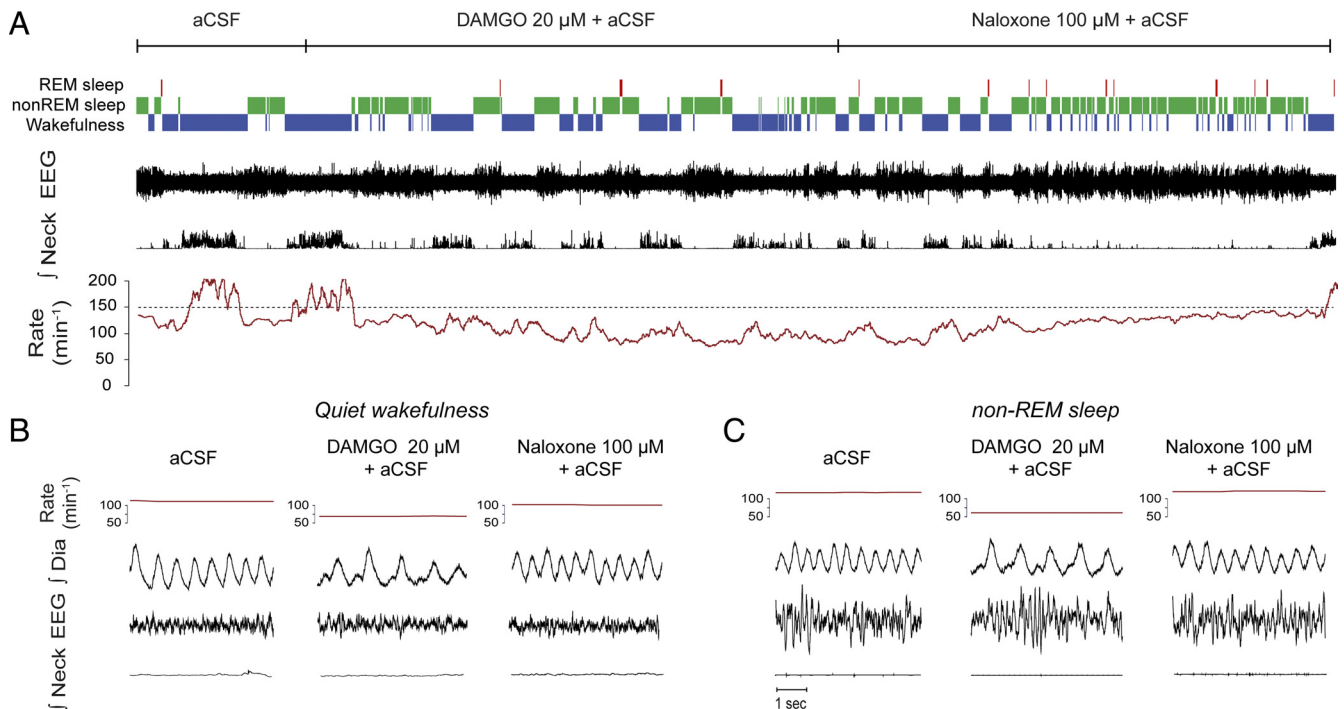 A
aCSF
DAMGO 20 µM + aCSF
Naloxone 100 µM + aCSF
REM sleep
nonREM sleep
Wakefulness
∫ Neck EEG
Rate
(min⁻¹)
200
150
100
50
0
B
Quiet wakefulness
aCSF
DAMGO 20 µM
+ aCSF
Naloxone 100 µM
+ aCSF
Rate
(min⁻¹)
100
50
100
50
100
50
∫ Neck EEG ∫ Dia
C
non-REM sleep
aCSF
DAMGO 20 µM
+ aCSF
Naloxone 100 µM
+ aCSF
100
50
100
50
100
50
1 sec